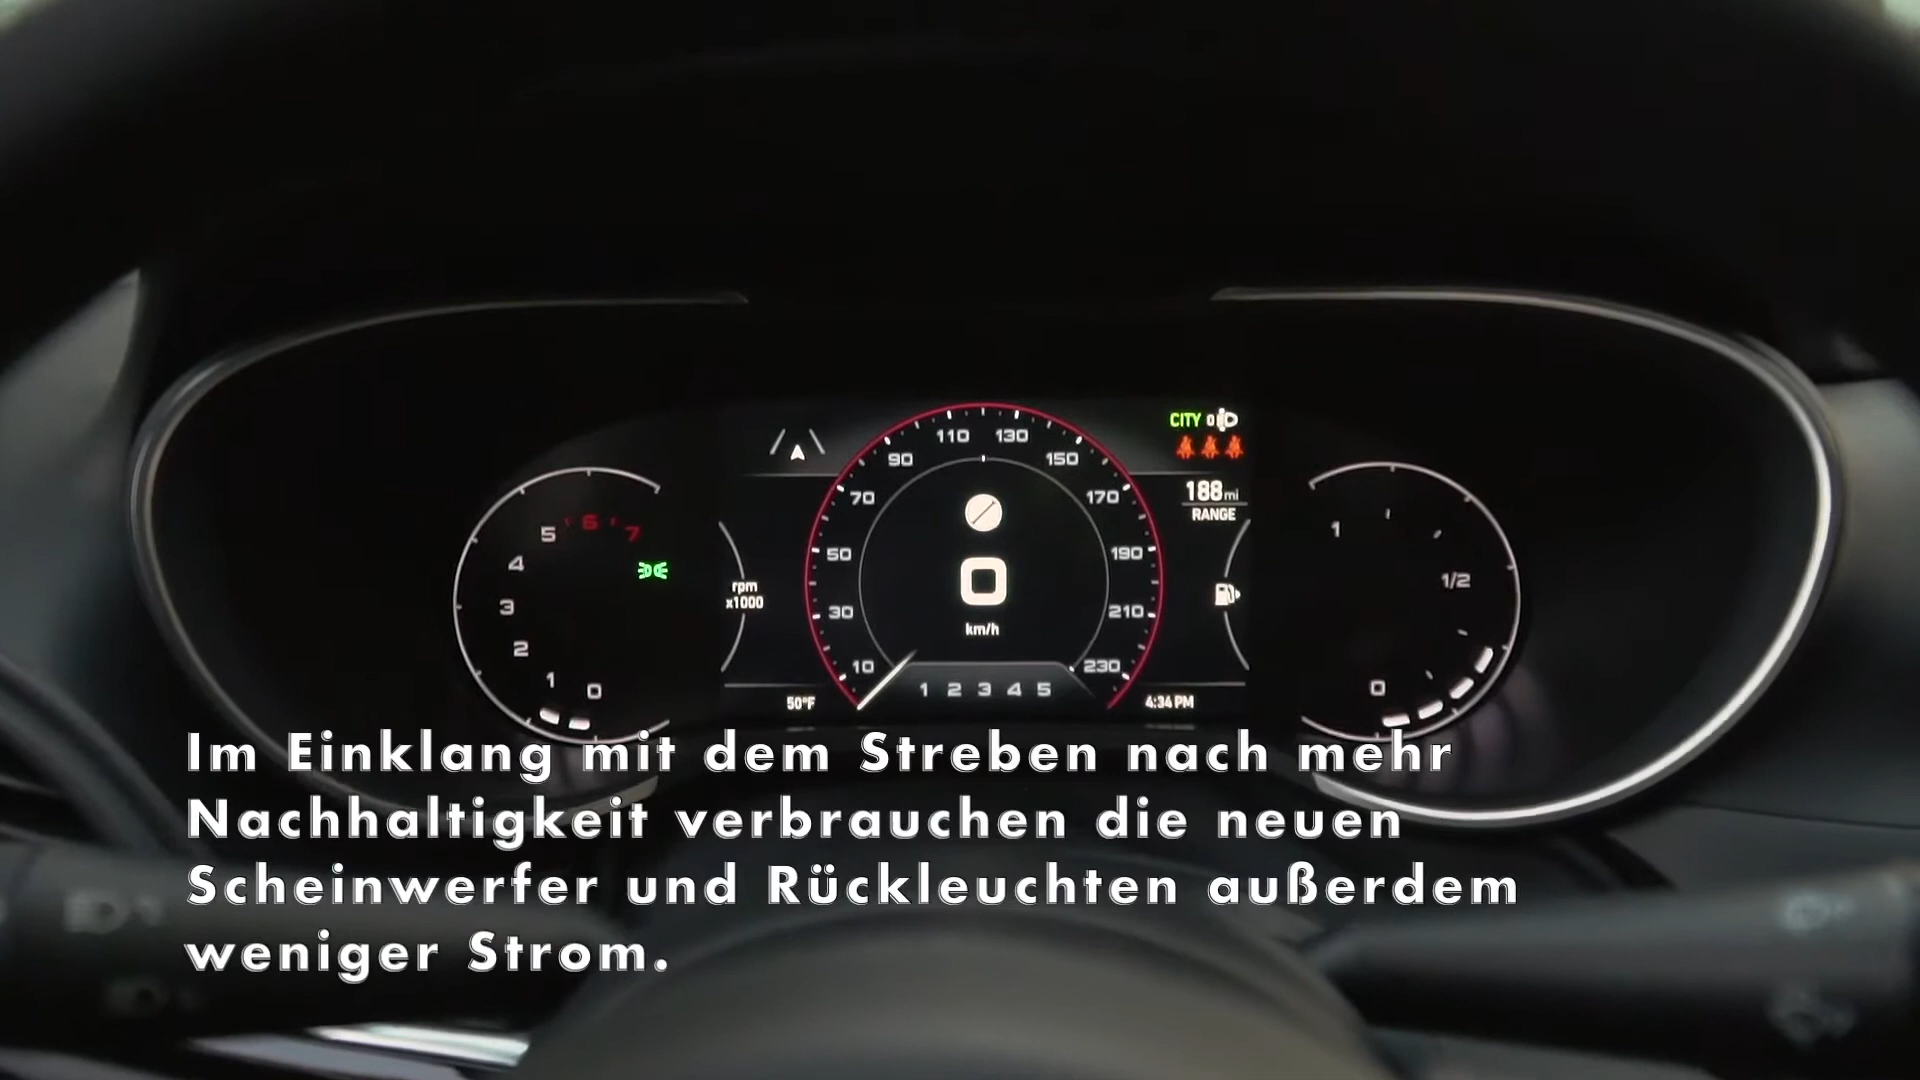 110 130
CITY
90 150
70 170
188 mi
RANGE
5 6 7
1
4
50 190
1/2
3
rpm
x1000
0
30 210
km/h
2
10 230
1
0
1 2 3 4 5
0
50°F
4:34 PM
Im Einklang mit dem Streben nach mehr
Nachhaltigkeit verbrauchen die neuen
Scheinwerfer und Rückleuchten außerdem
weniger Strom.